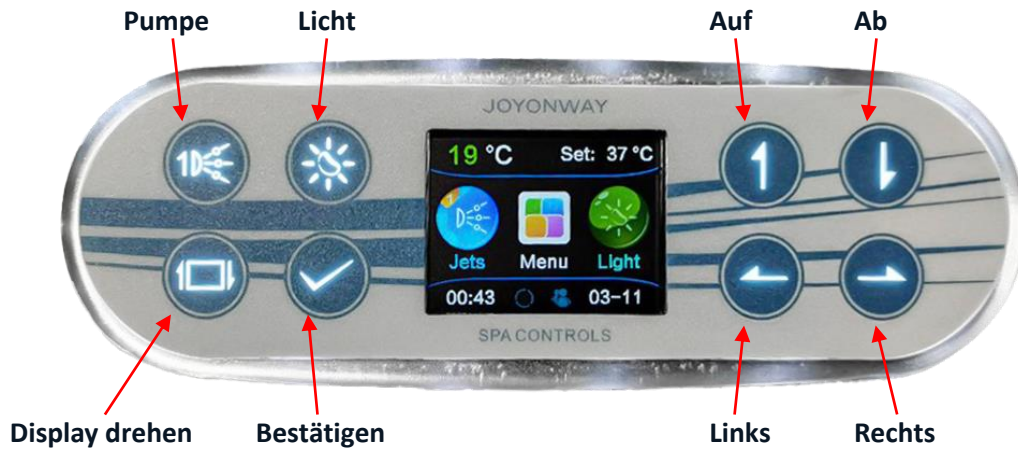 Pumpe Licht Auf Ab
JOYONWAY
19 °C Set: 37 °C
Jets Menu Light
00:43 03-11
SPA CONTROLS
Display drehen Bestätigen Links Rechts